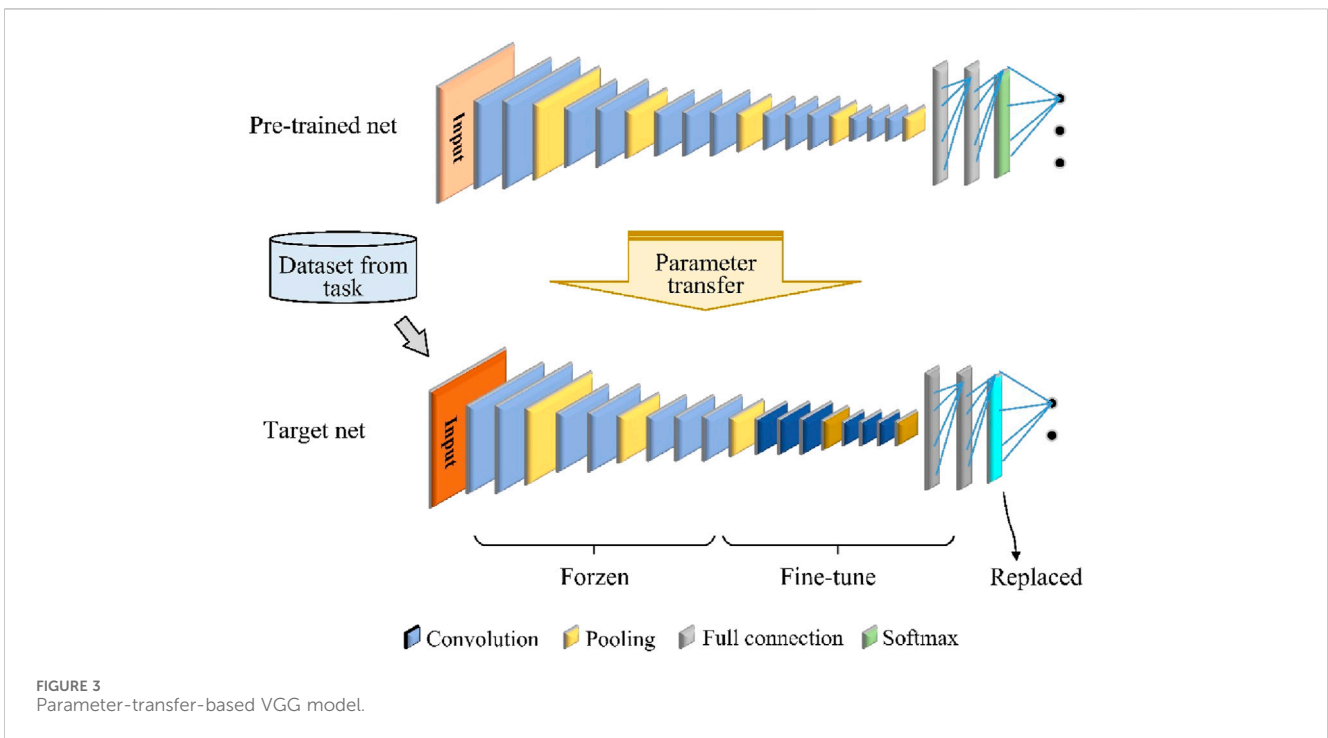 Input
Pre-trained net
Dataset from
task
Parameter
transfer
Input
Target net
Forzen
Fine-tune
Replaced
Convolution
Pooling
Full connection
Softmax
FIGURE 3
Parameter-transfer-based VGG model.